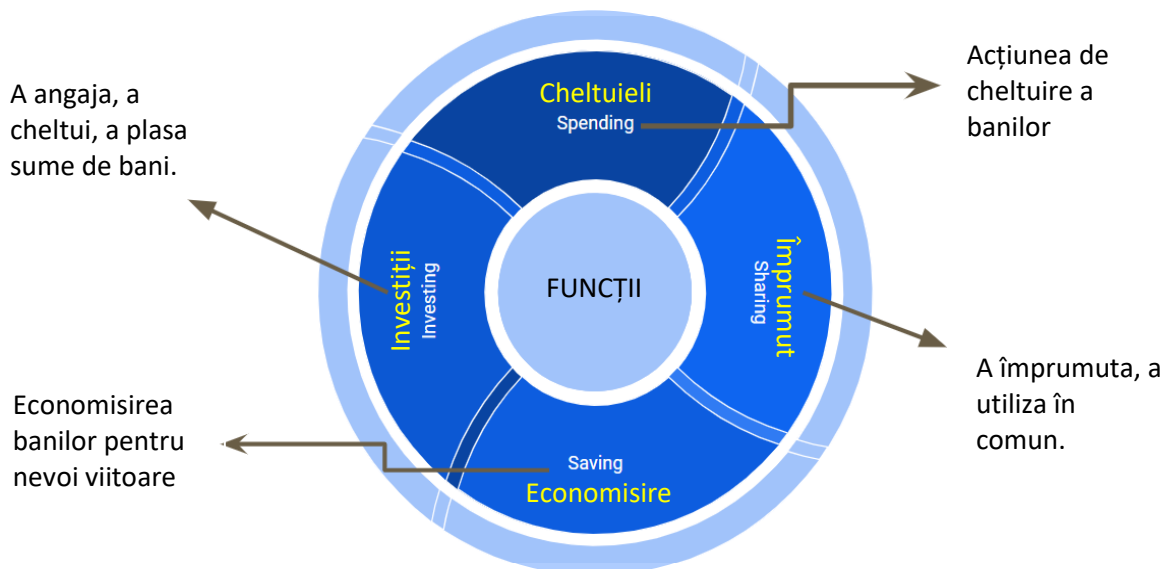 Acțiunea de
cheltuire a
banilor
A angaja, a
cheltui, a plasa
sume de bani.
Cheltuieli
Spending
Împrumut
Sharing
FUNCȚII
Investiții
Investing
A împrumuta, a
utiliza în
comun.
Economisirea
banilor pentru
nevoi viitoare
Saving
Economisire